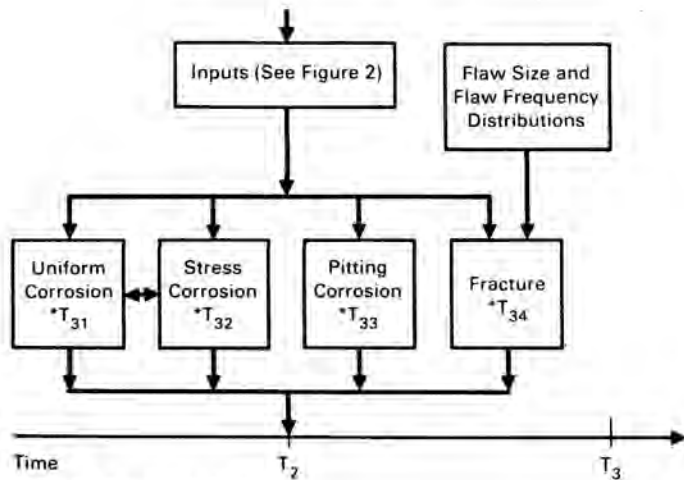 Inputs (See Figure 2)
Flaw Size and
Flaw Frequency
Distributions
Uniform
Corrosion
*T31
Stress
Corrosion
*T32
Pitting
Corrosion
*T33
Fracture
*T34
Time
T2
T3